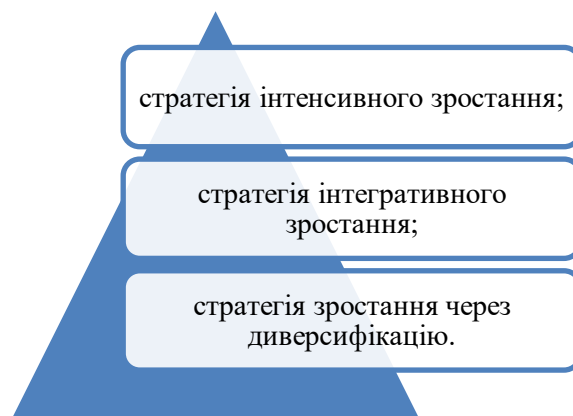 стратегія інтенсивного зростання;
стратегія інтегративного
зростання;
стратегія зростання через
диверсифікацію.